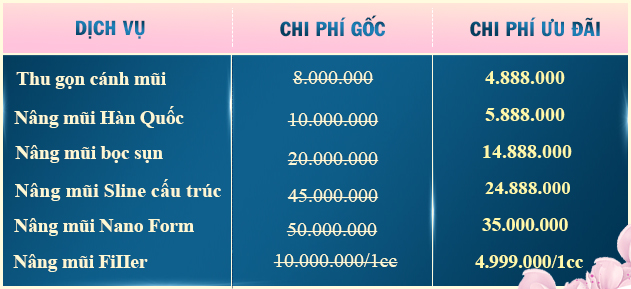 DỊCH VỤ CHI PHÍ GỐC CHI PHÍ ƯU ĐÃI
Thu gọn cánh mũi 8.000.000 4.888.000
Nâng mũi Hàn Quốc 10.000.000 5.888.000
Nâng mũi bọc sụn 20.000.000 14.888.000
Nâng mũi Sline cấu trúc 45.000.000 24.888.000
Nâng mũi Nano Form 50.000.000 35.000.000
Nâng mũi Filler 10.000.000/1cc 4.999.000/1cc